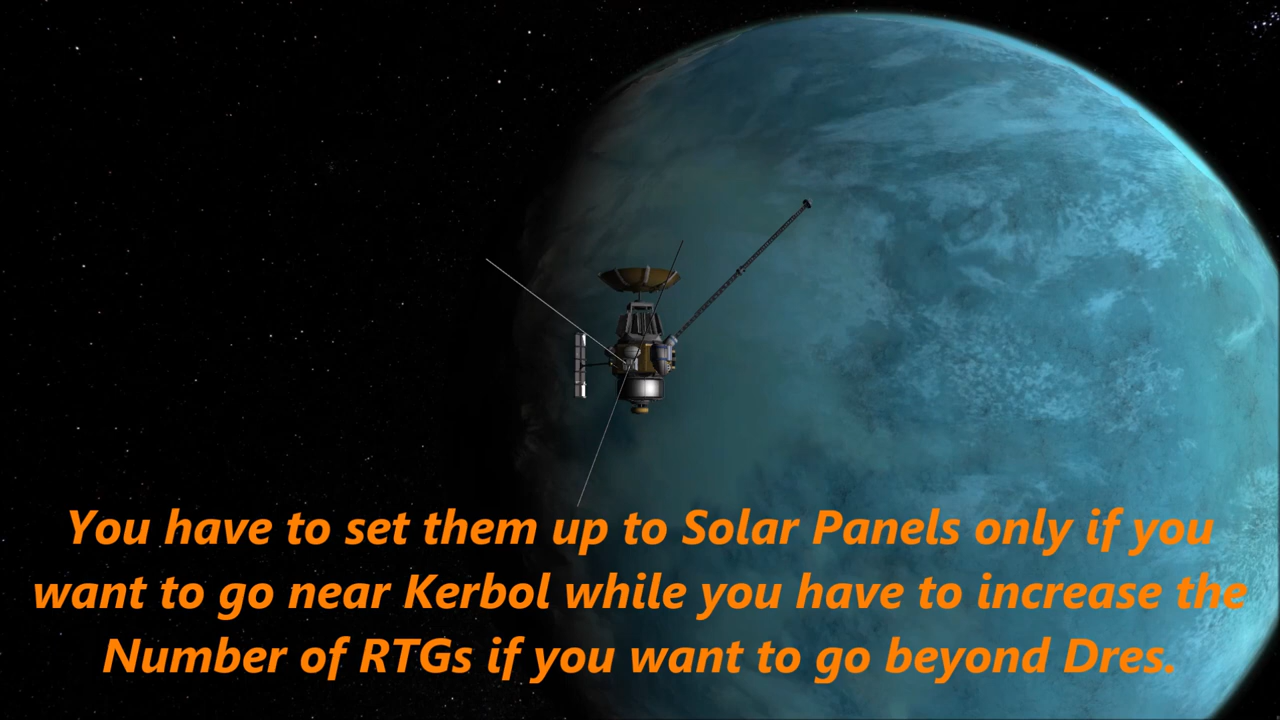 You have to set them up to Solar Panels only if you
want to go near Kerbol while you have to increase the
Number of RTGs if you want to go beyond Dres.